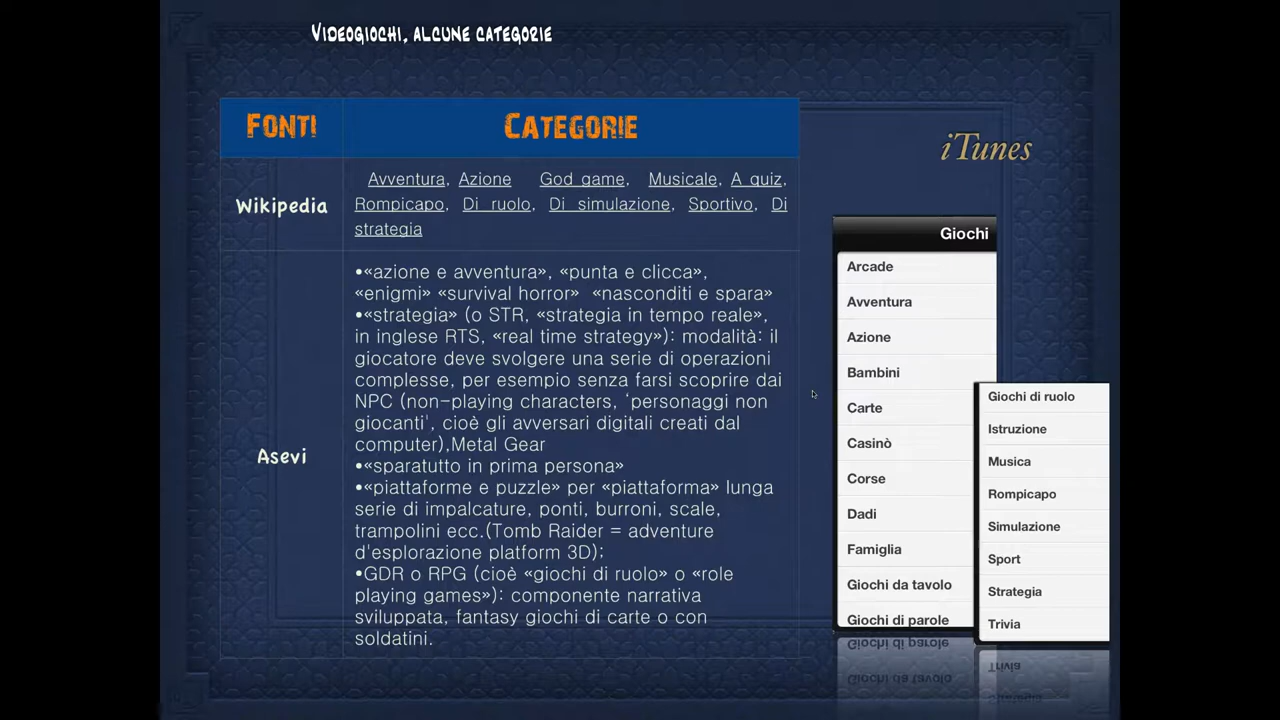 Videogiochi, alcune categorie
Fonti
Categorie
Wikipedia
Avventura, Azione God game, Musicale, A quiz,
Rompicapo, Di ruolo, Di simulazione, Sportivo, Di
strategia
Asevi
•«azione e avventura», «punta e clicca»,
«enigmi» «survival horror» «nasconditi e spara»
•«strategia» (o STR, «strategia in tempo reale»,
in inglese RTS, «real time strategy»): modalità: il
giocatore deve svolgere una serie di operazioni
complesse, per esempio senza farsi scoprire dai
NPC (non-playing characters, ‘personaggi non
giocanti', cioè gli avversari digitali creati dal
computer),Metal Gear
•«sparatutto in prima persona»
•«piattaforme e puzzle» per «piattaforma» lunga
serie di impalcature, ponti, burroni, scale,
trampolini ecc.(Tomb Raider = adventure
d'esplorazione platform 3D);
•GDR o RPG (cioè «giochi di ruolo» o «role
playing games»): componente narrativa
sviluppata, fantasy giochi di carte o con
soldatini.
iTunes
Giochi
Arcade
Avventura
Azione
Bambini
Carte
Casinò
Corse
Dadi
Famiglia
Giochi da tavolo
Giochi di parole
Giochi di ruolo
Istruzione
Musica
Rompicapo
Simulazione
Sport
Strategia
Trivia